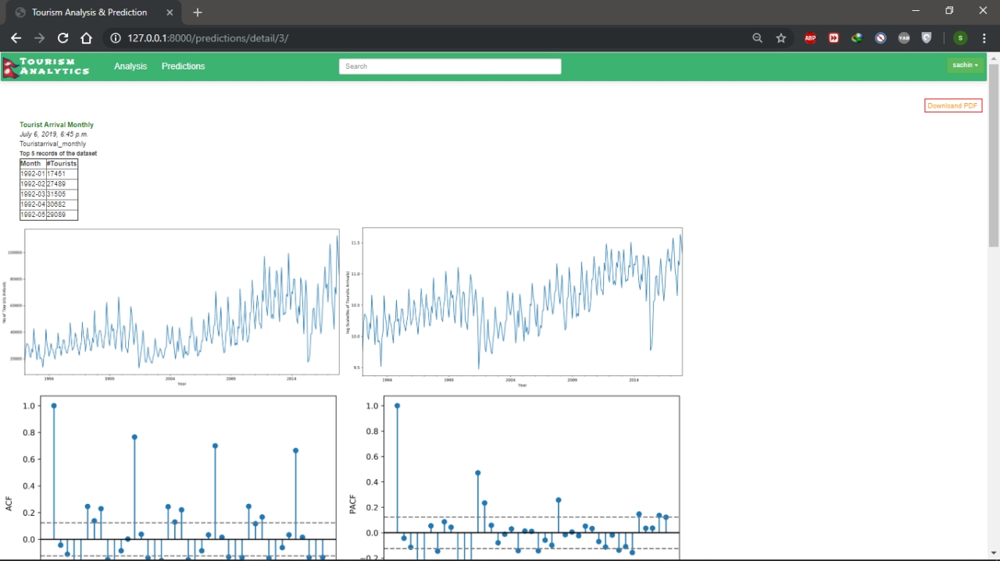 Tourism Analysis & Prediction
127.0.0.1:8000/predictions/detail/3/
ABP
YAB
S
TOURISM
ANALYTICS
Analysis
Predictions
Search
sachin
Downloand PDF
Tourist Arrival Monthly
July 6, 2019, 6:45 p.m.
Touristarrival_monthly
Top 5 records of the dataset
Month #Tourists
1992-01 17451
1992-02 27489
1992-03 31505
1992-04 30682
1992-05 29089
100000
80000
60000
40000
20000
No of Tourists Arrivals
1994 1999 2004 2009 2014
Year
11.5
11.0
10.5
10.0
9.5
log Scale(No of Tourists Arrivals)
1994 1999 2004 2009 2014
Year
1.0
0.8
0.6
0.4
0.2
0.0
ACF
1.0
0.8
0.6
0.4
0.2
0.0
−0.2
PACF